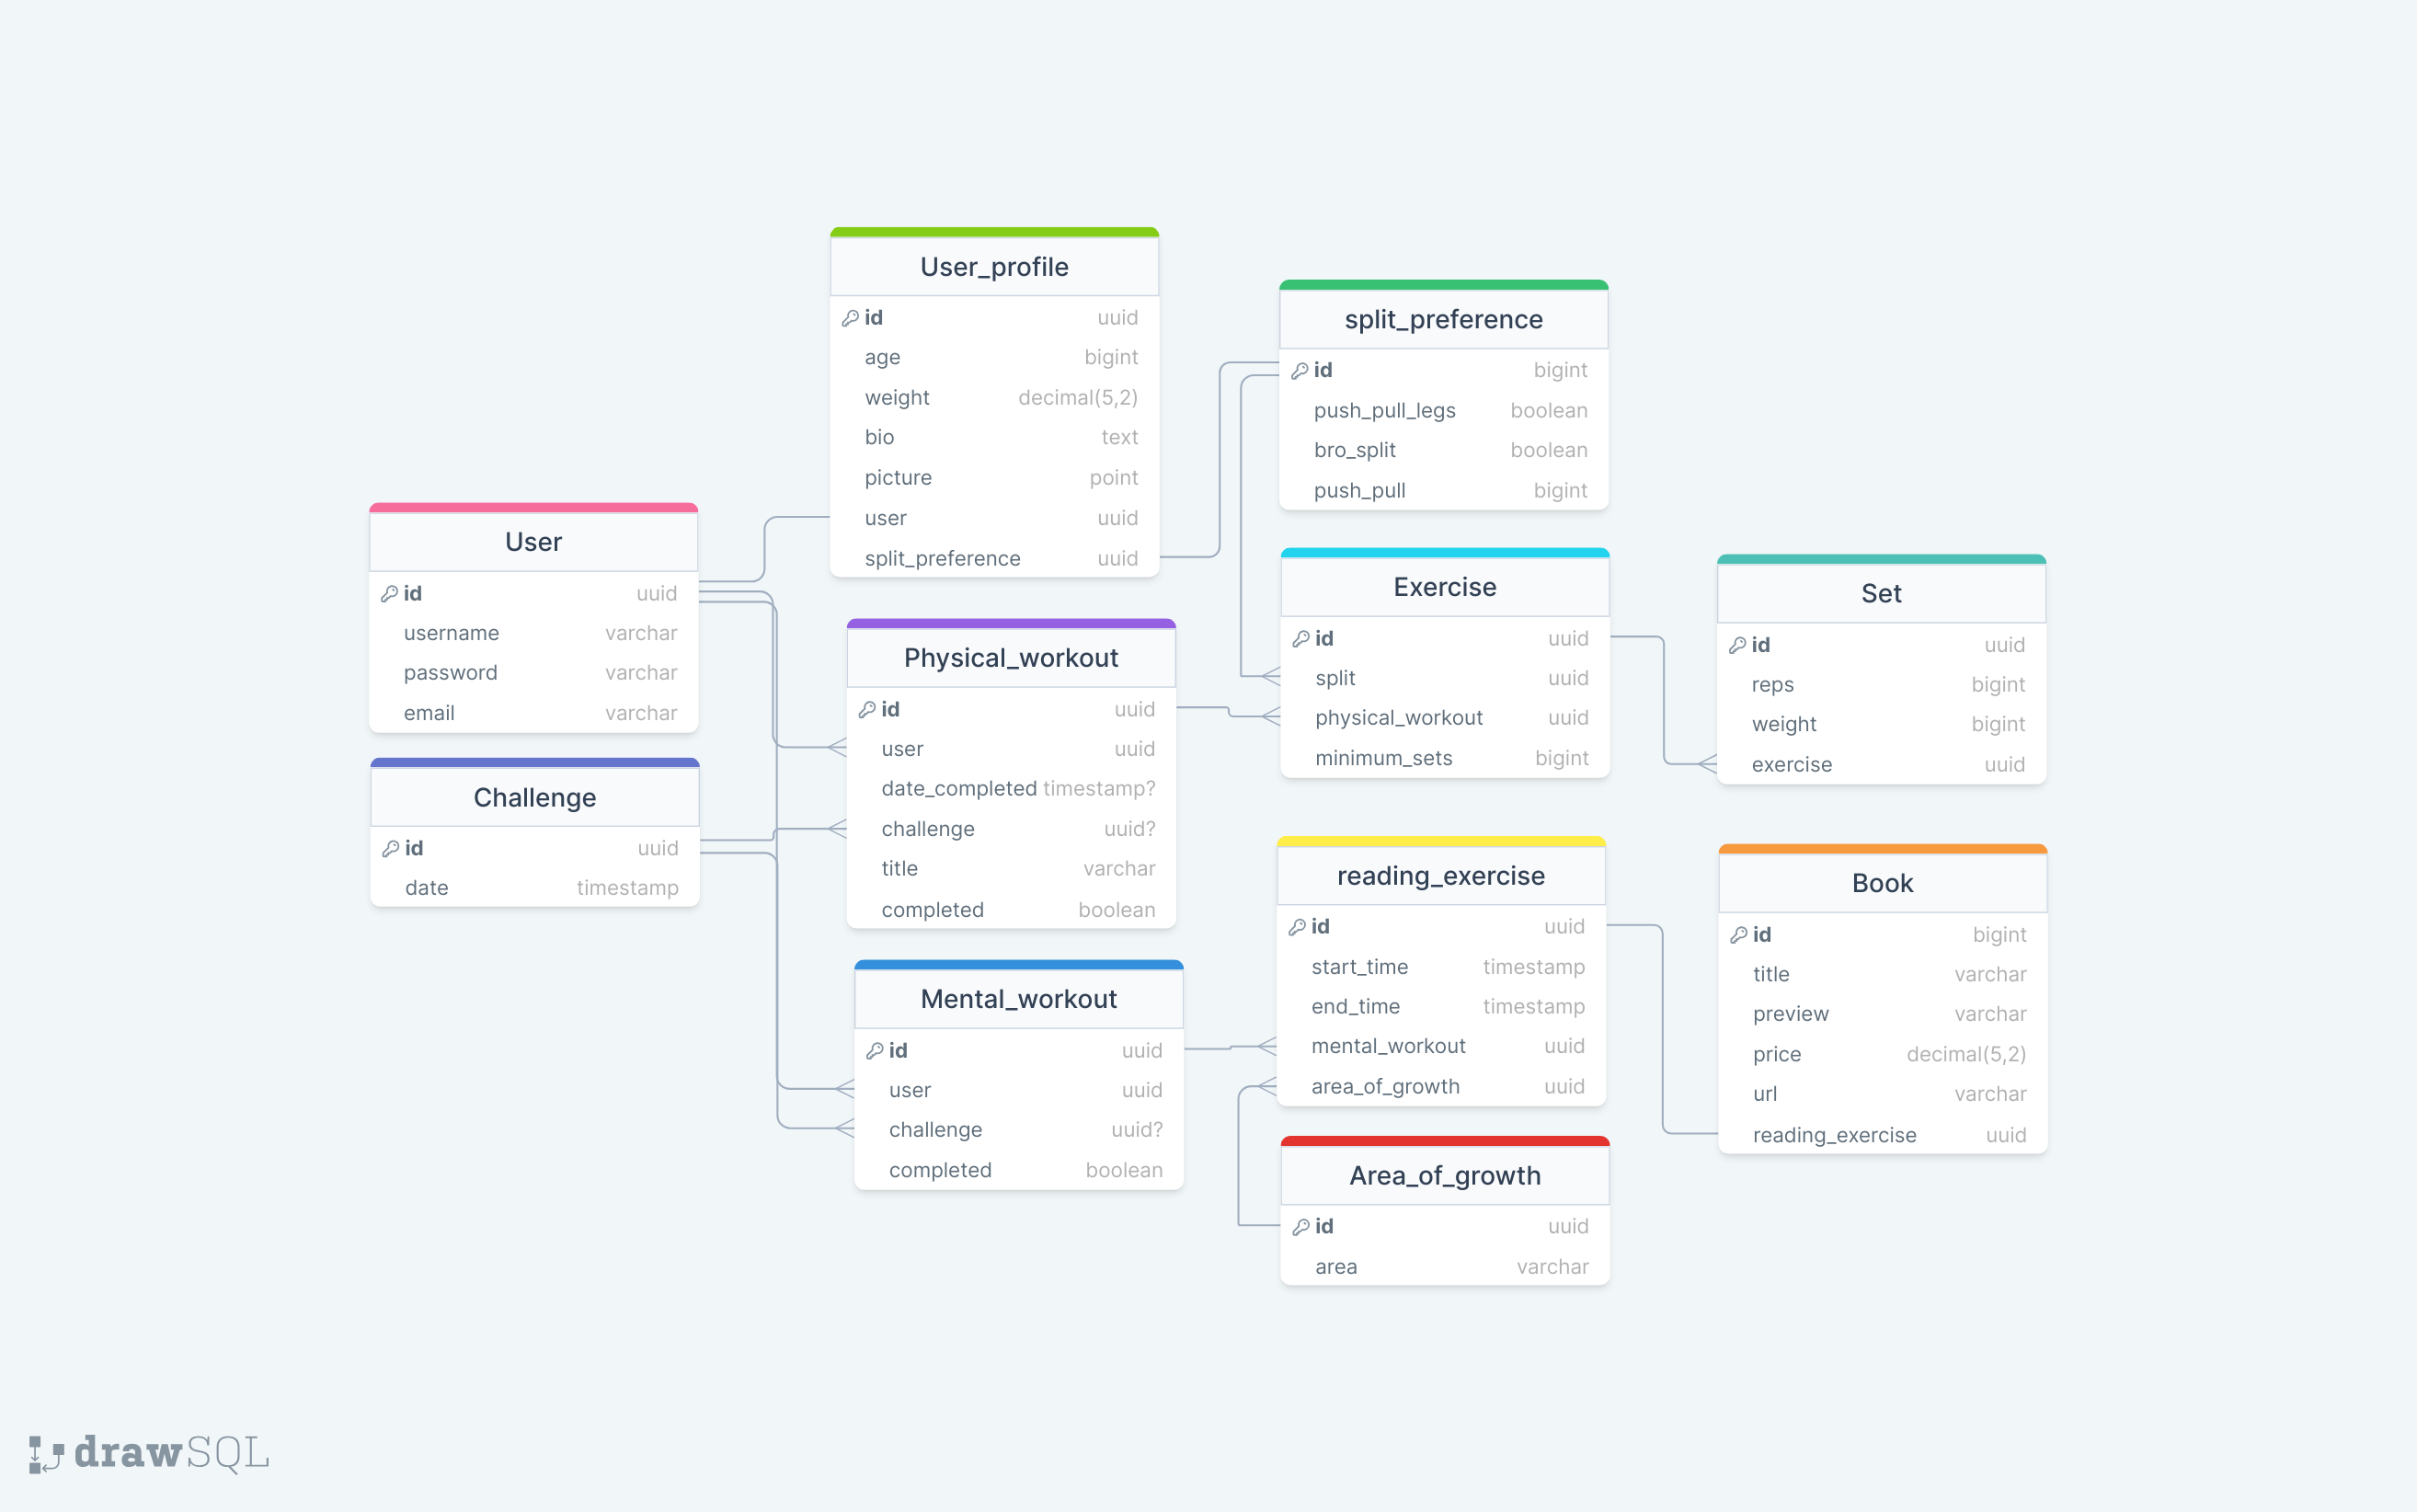 User_profile
id uuid
age bigint
weight decimal(5,2)
bio text
picture point
user uuid
split_preference uuid
split_preference
id bigint
push_pull_legs boolean
bro_split boolean
push_pull bigint
User
id uuid
username varchar
password varchar
email varchar
Exercise
id uuid
split uuid
physical_workout uuid
minimum_sets bigint
Set
id uuid
reps bigint
weight bigint
exercise uuid
Physical_workout
id uuid
user uuid
date_completed timestamp?
challenge uuid?
title varchar
completed boolean
Challenge
id uuid
date timestamp
reading_exercise
id uuid
start_time timestamp
end_time timestamp
mental_workout uuid
area_of_growth uuid
Book
id bigint
title varchar
preview varchar
price decimal(5,2)
url varchar
reading_exercise uuid
Mental_workout
id uuid
user uuid
challenge uuid?
completed boolean
Area_of_growth
id uuid
area varchar
drawSQL